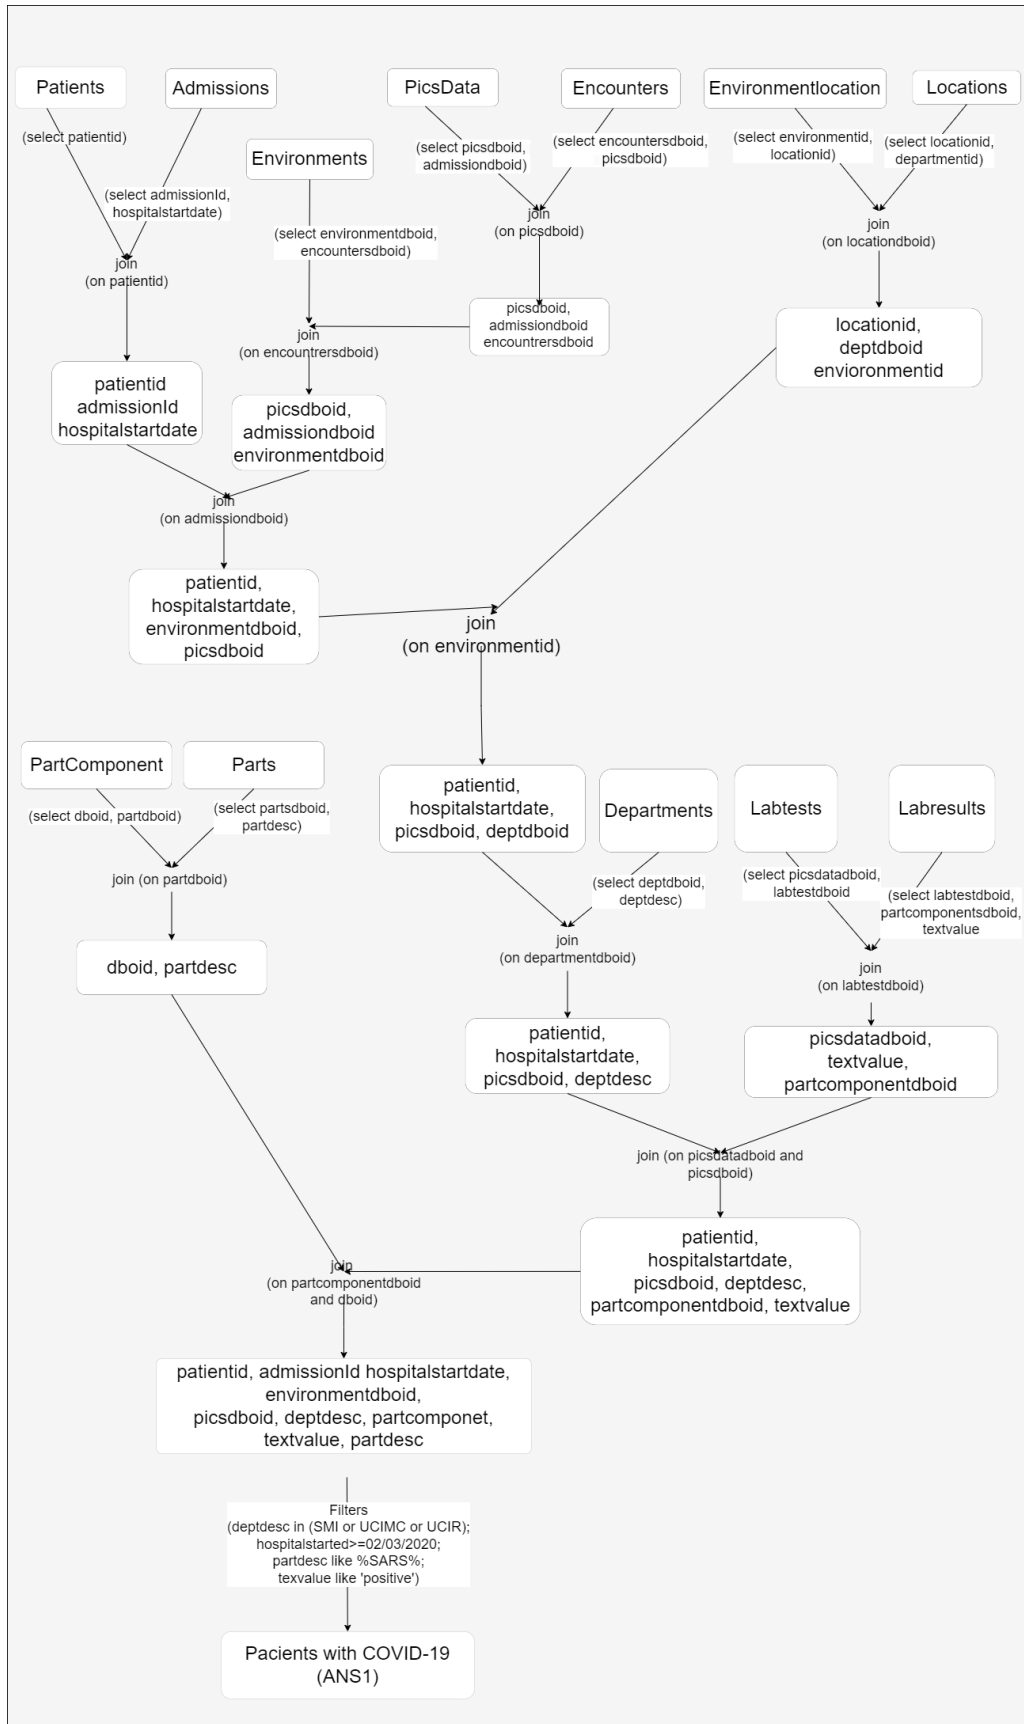 Patients
Admissions
PicsData
Encounters
Environmentlocation
Locations
(select patientid)
Environments
(select picsdboid,
admissiondboid)
(select encountersdboid,
picsdboid)
(select environmentid,
locationid)
(select locationid,
departmentid)
(select admissionId,
hospitalstartdate)
join
(on picsdboid)
join
(on locationdboid)
(select environmentdboid,
encountersdboid)
join
(on patientid)
picsdboid,
admissiondboid
encountrersdboid
locationid,
deptdboid
envioronmentid
join
(on encountrersdboid)
patientid
admissionId
hospitalstartdate
picsdboid,
admissiondboid
environmentdboid
join
(on admissiondboid)
patientid,
hospitalstartdate,
environmentdboid,
picsdboid
join
(on environmentid)
PartComponent
Parts
(select dboid, partdboid)
(select partsdboid,
partdesc)
patientid,
hospitalstartdate,
picsdboid, deptdboid
Departments
Labtests
Labresults
join (on partdboid)
(select deptdboid,
deptdesc)
(select picsdatadboid,
labtestdboid
(select labtestdboid,
partcomponentsdboid,
textvalue
dboid, partdesc
join
(on departmentdboid)
join
(on labtestdboid)
patientid,
hospitalstartdate,
picsdboid, deptdesc
picsdatadboid,
textvalue,
partcomponentdboid
join (on picsdatadboid and
picsdboid)
patientid,
hospitalstartdate,
picsdboid, deptdesc,
partcomponentdboid, textvalue
join
(on partcomponentdboid
and dboid)
patientid, admissionId hospitalstartdate,
environmentdboid,
picsdboid, deptdesc, partcomponet,
textvalue, partdesc
Filters
(deptdesc in (SMI or UCIMC or UCIR);
hospitalstarted>=02/03/2020;
partdesc like %SARS%;
texvalue like 'positive')
Pacients with COVID-19
(ANS1)